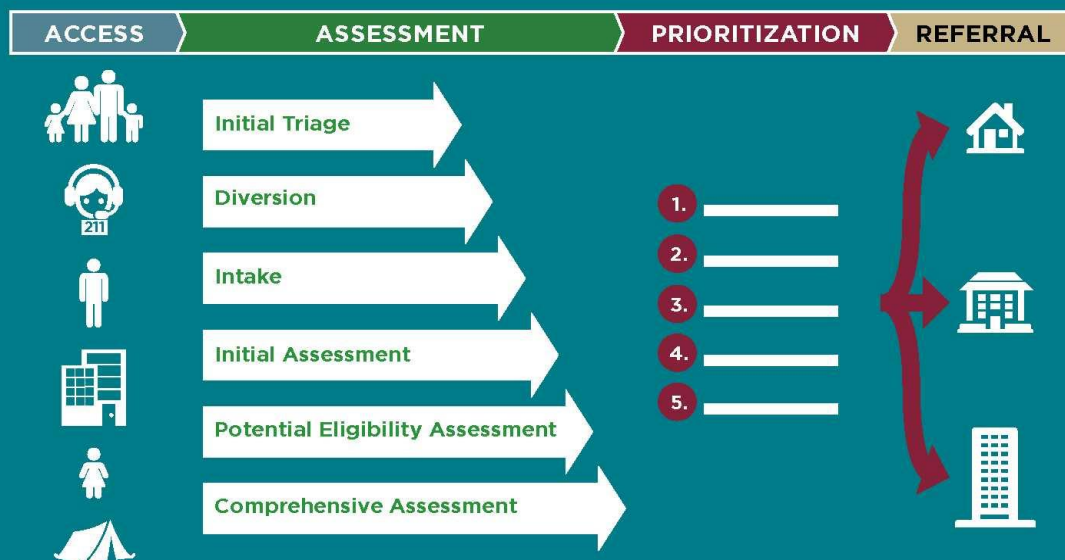 ACCESS
ASSESSMENT
PRIORITIZATION
REFERRAL
Initial Triage
Diversion
211
Intake
Initial Assessment
Potential Eligibility Assessment
Comprehensive Assessment
1.
2.
3.
4.
5.